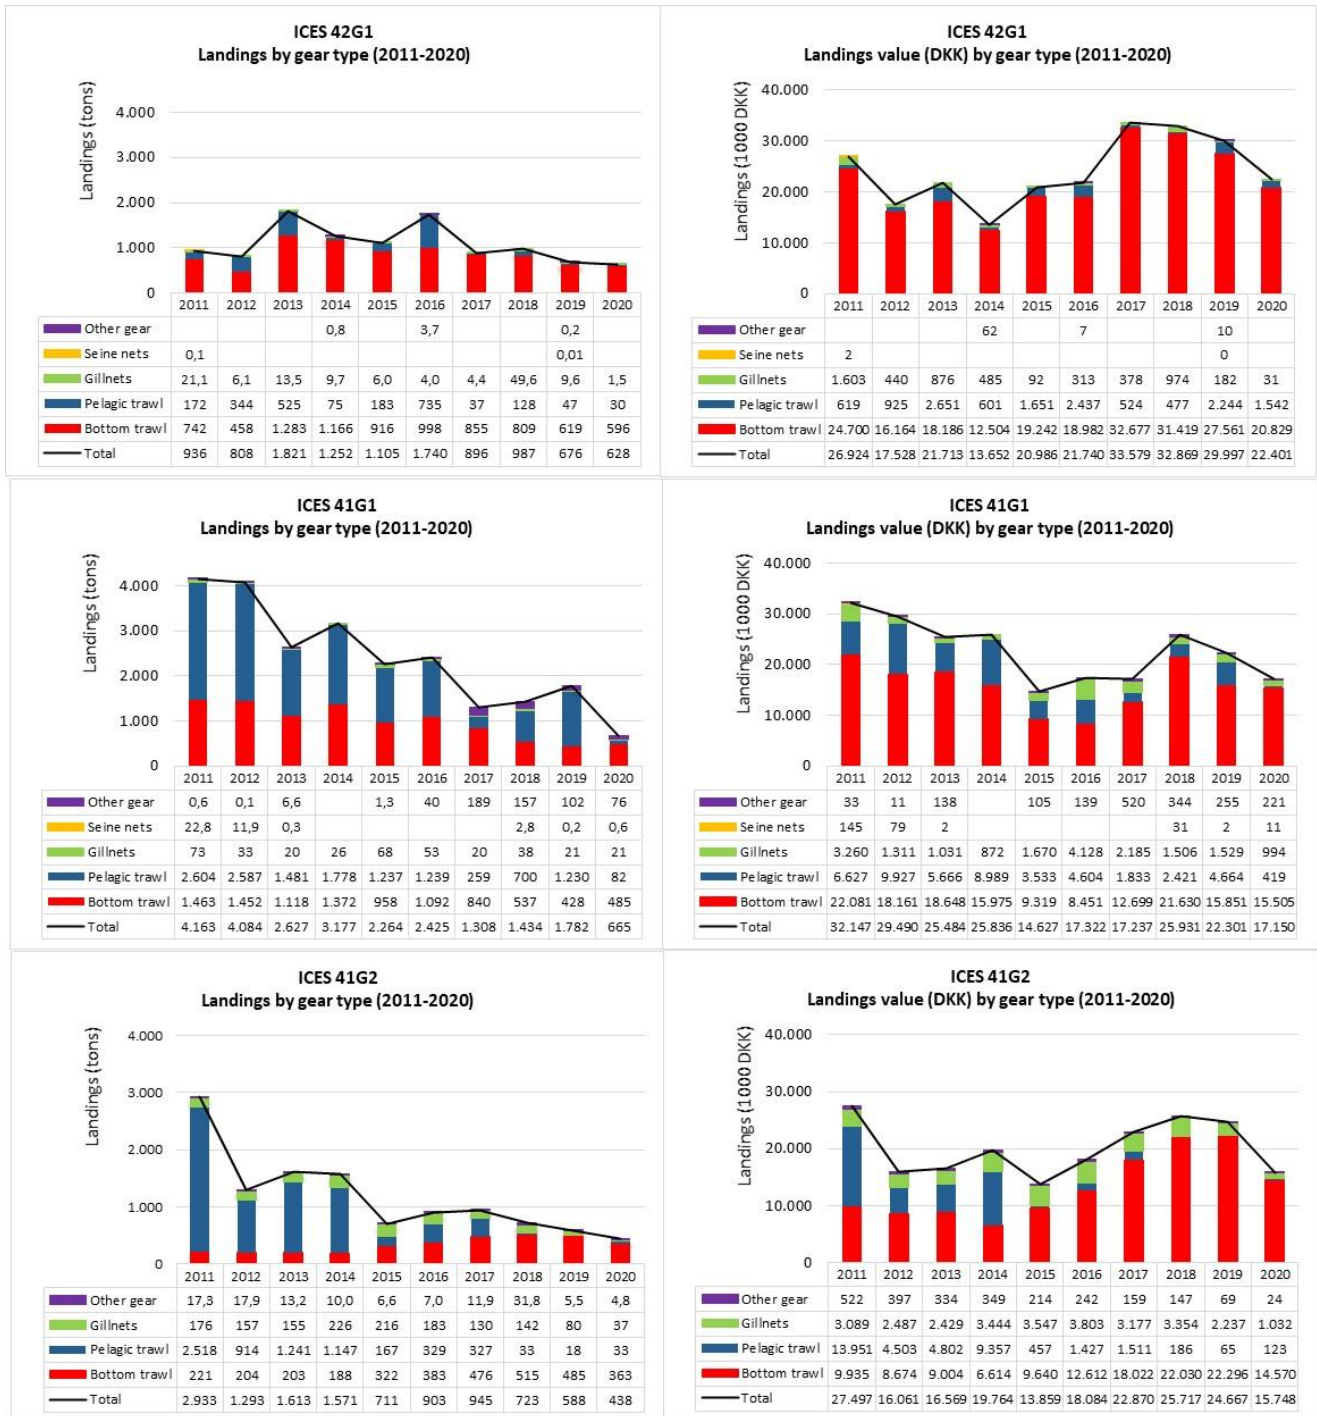 ICES 42G1
Landings by gear type (2011-2020)
Landings (tons)
4.000
3.000
2.000
1.000
0
2011 2012 2013 2014 2015 2016 2017 2018 2019 2020
Other gear 0,8 3,7 0,2
Seine nets 0,1 0,01
Gillnets 21,1 6,1 13,5 9,7 6,0 4,0 4,4 49,6 9,6 1,5
Pelagic trawl 172 344 525 75 183 735 37 128 47 30
Bottom trawl 742 458 1.283 1.166 916 998 855 809 619 596
Total 936 808 1.821 1.252 1.105 1.740 896 987 676 628
ICES 42G1
Landings value (DKK) by gear type (2011-2020)
Landings (1000 DKK)
40.000
30.000
20.000
10.000
0
2011 2012 2013 2014 2015 2016 2017 2018 2019 2020
Other gear 62 7 10
Seine nets 2 0
Gillnets 1.603 440 876 485 92 313 378 974 182 31
Pelagic trawl 619 925 2.651 601 1.651 2.437 524 477 2.244 1.542
Bottom trawl 24.700 16.164 18.186 12.504 19.242 18.982 32.677 31.419 27.561 20.829
Total 26.924 17.528 21.713 13.652 20.986 21.740 33.579 32.869 29.997 22.401
ICES 41G1
Landings by gear type (2011-2020)
Landings (tons)
4.000
3.000
2.000
1.000
0
2011 2012 2013 2014 2015 2016 2017 2018 2019 2020
Other gear 0,6 0,1 6,6 1,3 40 189 157 102 76
Seine nets 22,8 11,9 0,3 2,8 0,2 0,6
Gillnets 73 33 20 26 68 53 20 38 21 21
Pelagic trawl 2.604 2.587 1.481 1.778 1.237 1.239 259 700 1.230 82
Bottom trawl 1.463 1.452 1.118 1.372 958 1.092 840 537 428 485
Total 4.163 4.084 2.627 3.177 2.264 2.425 1.308 1.434 1.782 665
ICES 41G1
Landings value (DKK) by gear type (2011-2020)
Landings (1000 DKK)
40.000
30.000
20.000
10.000
0
2011 2012 2013 2014 2015 2016 2017 2018 2019 2020
Other gear 33 11 138 105 139 520 344 255 221
Seine nets 145 79 2 31 2 11
Gillnets 3.260 1.311 1.031 872 1.670 4.128 2.185 1.506 1.529 994
Pelagic trawl 6.627 9.927 5.666 8.989 3.533 4.604 1.833 2.421 4.664 419
Bottom trawl 22.081 18.161 18.648 15.975 9.319 8.451 12.699 21.630 15.851 15.505
Total 32.147 29.490 25.484 25.836 14.627 17.322 17.237 25.931 22.301 17.150
ICES 41G2
Landings by gear type (2011-2020)
Landings (tons)
4.000
3.000
2.000
1.000
0
2011 2012 2013 2014 2015 2016 2017 2018 2019 2020
Other gear 17,3 17,9 13,2 10,0 6,6 7,0 11,9 31,8 5,5 4,8
Gillnets 176 157 155 226 216 183 130 142 80 37
Pelagic trawl 2.518 914 1.241 1.147 167 329 327 33 18 33
Bottom trawl 221 204 203 188 322 383 476 515 485 363
Total 2.933 1.293 1.613 1.571 711 903 945 723 588 438
ICES 41G2
Landings value (DKK) by gear type (2011-2020)
Landings (1000 DKK)
40.000
30.000
20.000
10.000
0
2011 2012 2013 2014 2015 2016 2017 2018 2019 2020
Other gear 522 397 334 349 214 242 159 147 69 24
Gillnets 3.089 2.487 2.429 3.444 3.547 3.803 3.177 3.354 2.237 1.032
Pelagic trawl 13.951 4.503 4.802 9.357 457 1.427 1.511 186 65 123
Bottom trawl 9.935 8.674 9.004 6.614 9.640 12.612 18.022 22.030 22.296 14.570
Total 27.497 16.061 16.569 19.764 13.859 18.084 22.870 25.717 24.667 15.748